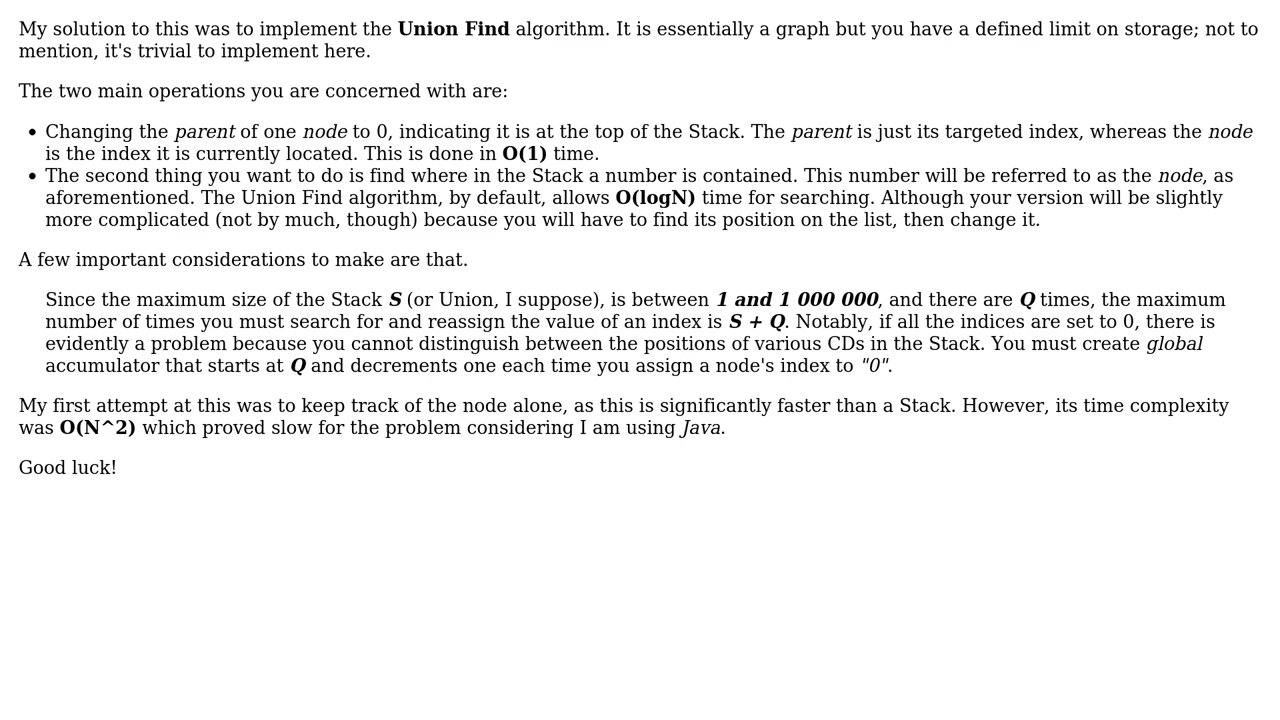 My solution to this was to implement the Union Find algorithm. It is essentially a graph but you have a defined limit on storage; not to
mention, it's trivial to implement here.
The two main operations you are concerned with are:
• Changing the parent of one node to 0, indicating it is at the top of the Stack. The parent is just its targeted index, whereas the node
is the index it is currently located. This is done in O(1) time.
• The second thing you want to do is find where in the Stack a number is contained. This number will be referred to as the node, as
aforementioned. The Union Find algorithm, by default, allows O(logN) time for searching. Although your version will be slightly
more complicated (not by much, though) because you will have to find its position on the list, then change it.
A few important considerations to make are that.
Since the maximum size of the Stack S (or Union, I suppose), is between 1 and 1 000 000, and there are Q times, the maximum
number of times you must search for and reassign the value of an index is S + Q. Notably, if all the indices are set to 0, there is
evidently a problem because you cannot distinguish between the positions of various CDs in the Stack. You must create global
accumulator that starts at Q and decrements one each time you assign a node's index to "0".
My first attempt at this was to keep track of the node alone, as this is significantly faster than a Stack. However, its time complexity
was O(N^2) which proved slow for the problem considering I am using Java.
Good luck!